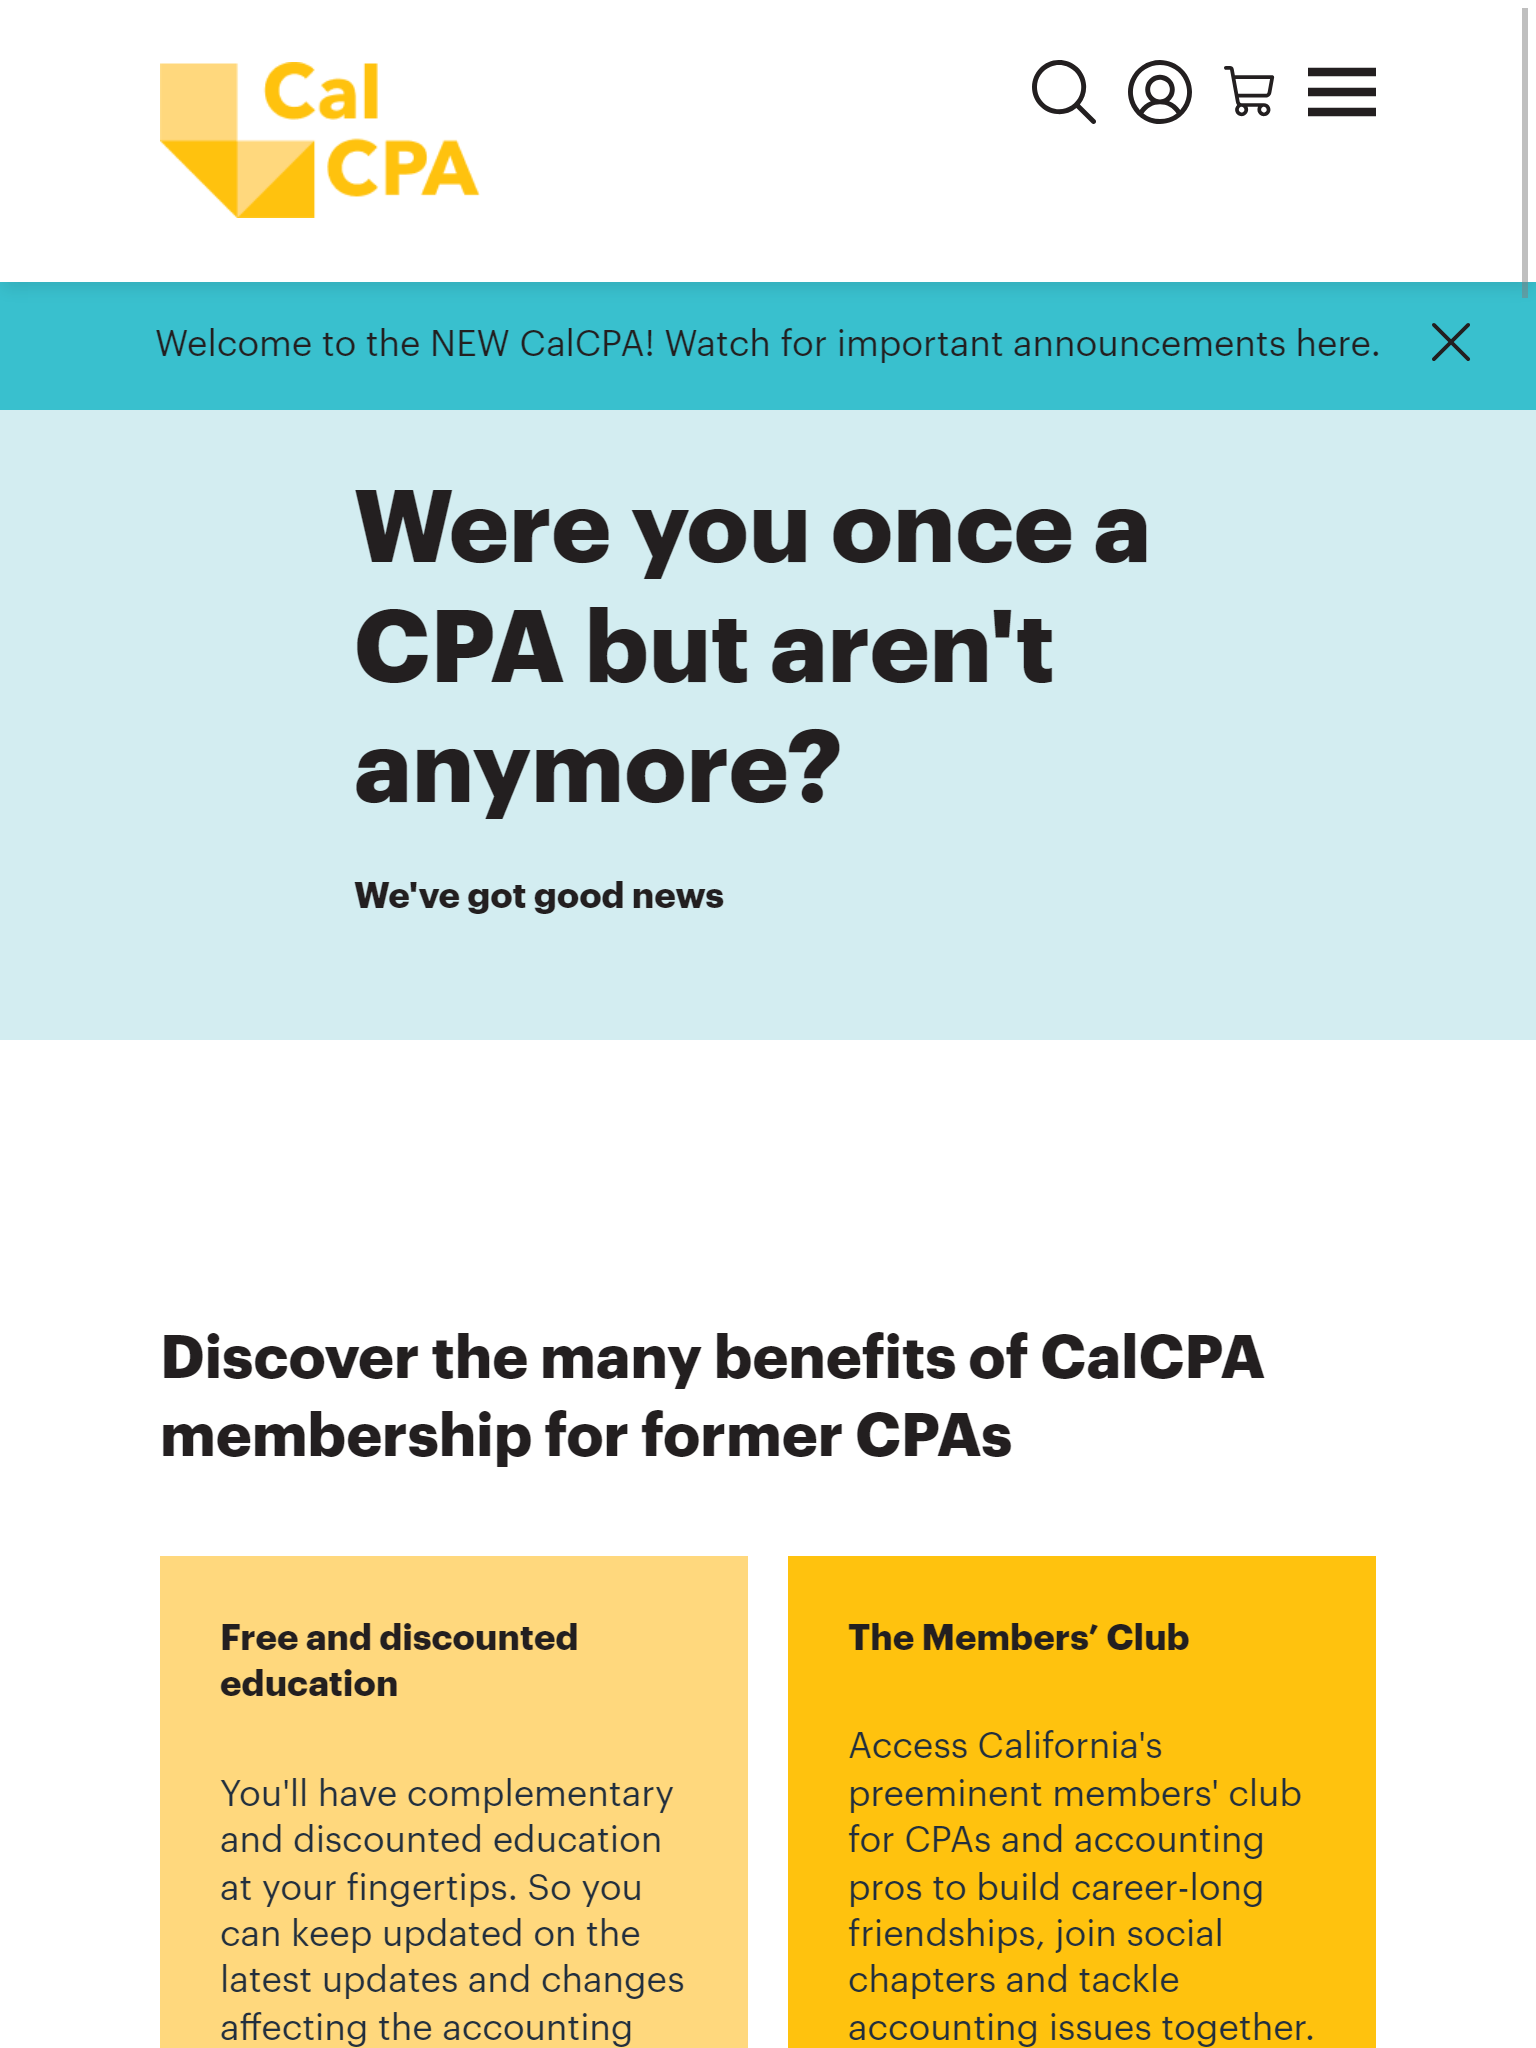 Cal
CPA
Welcome to the NEW CalCPA! Watch for important announcements here.
Were you once a
CPA but aren't
anymore?
We've got good news
Discover the many benefits of CalCPA
membership for former CPAs
Free and discounted
education
You'll have complementary
and discounted education
at your fingertips. So you
can keep updated on the
latest updates and changes
affecting the accounting
The Members’ Club
Access California's
preeminent members' club
for CPAs and accounting
pros to build career-long
friendships, join social
chapters and tackle
accounting issues together.